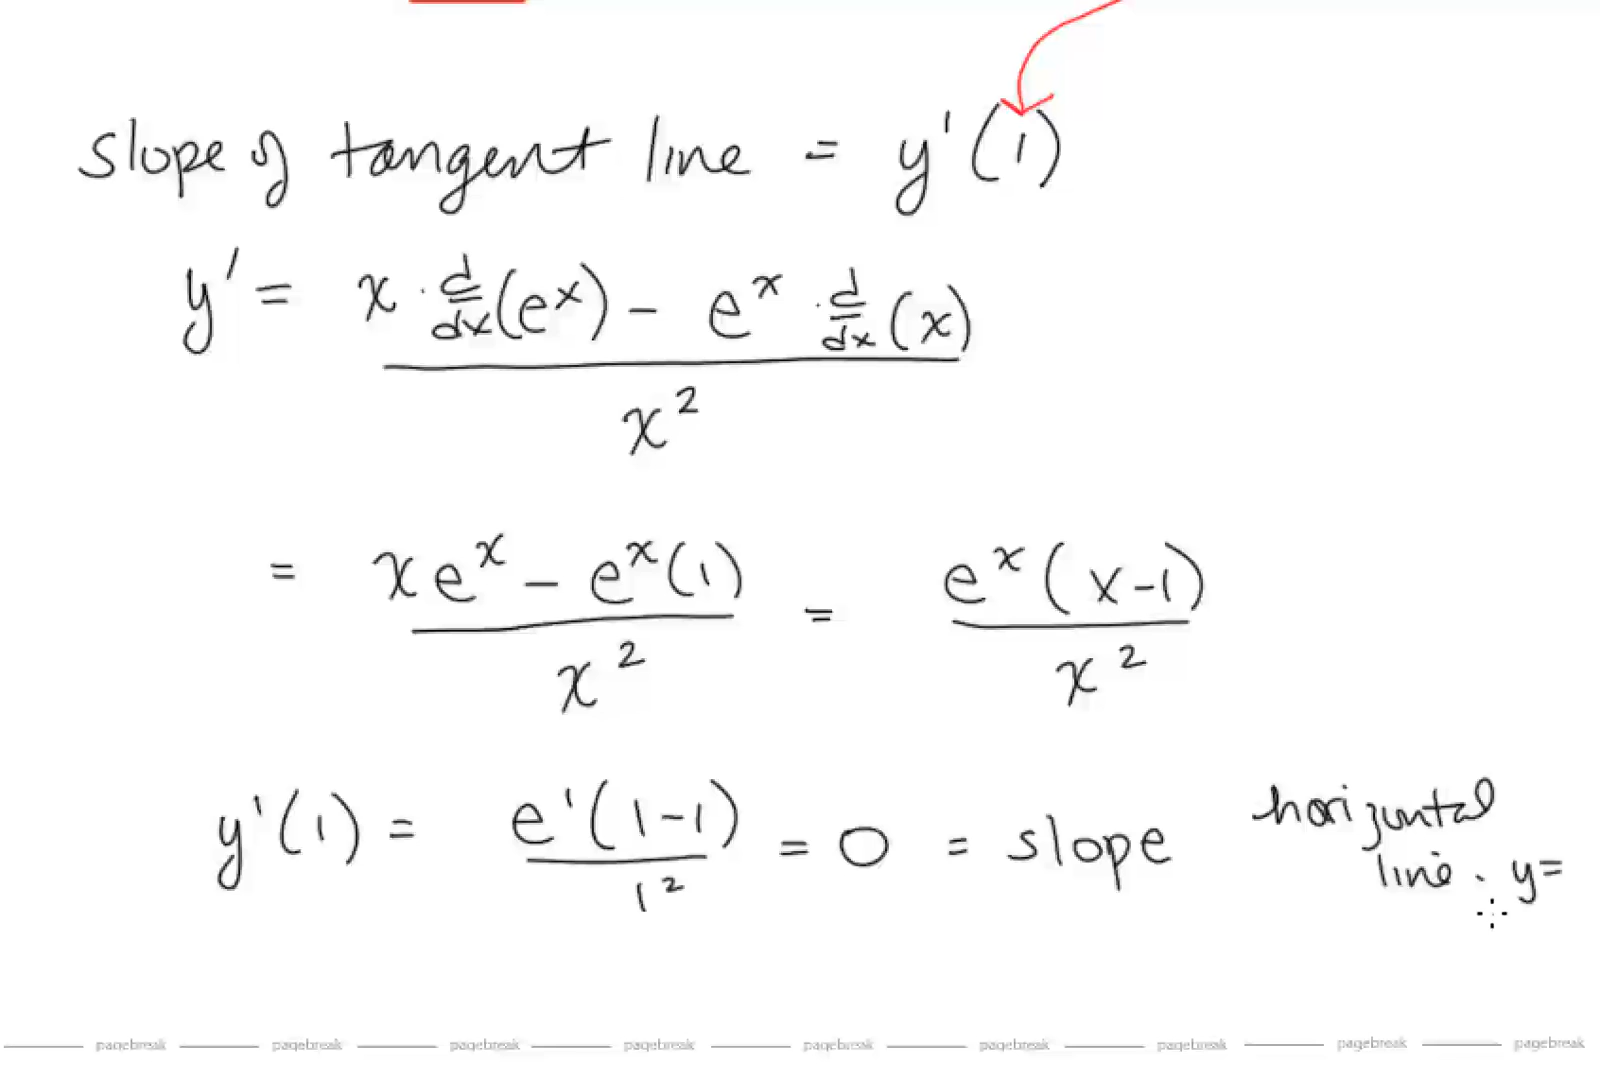 slope of tangent line = y'(1)
y' = x · d/dx (e^x) - e^x · d/dx (x)
x^2
= xe^x - e^x(1) / x^2 = e^x(x-1) / x^2
y'(1) = e^1(1-1) / 1^2 = 0 = slope horizontal
line. y=
pagebreak pagebreak pagebreak pagebreak pagebreak pagebreak pagebreak pagebreak pagebreak